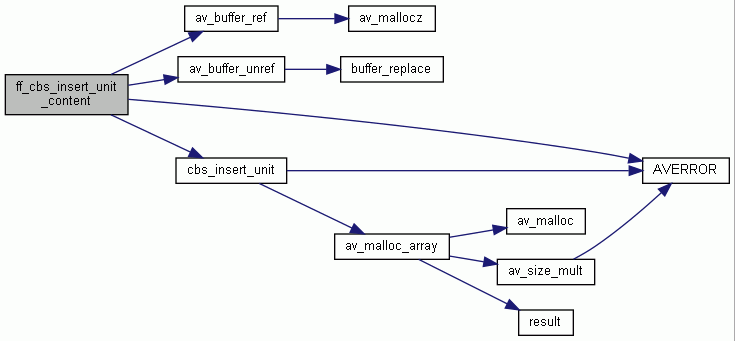 av_buffer_ref
av_mallocz
av_buffer_unref
buffer_replace
ff_cbs_insert_unit
_content
cbs_insert_unit
AVERROR
av_malloc
av_malloc_array
av_size_mult
result